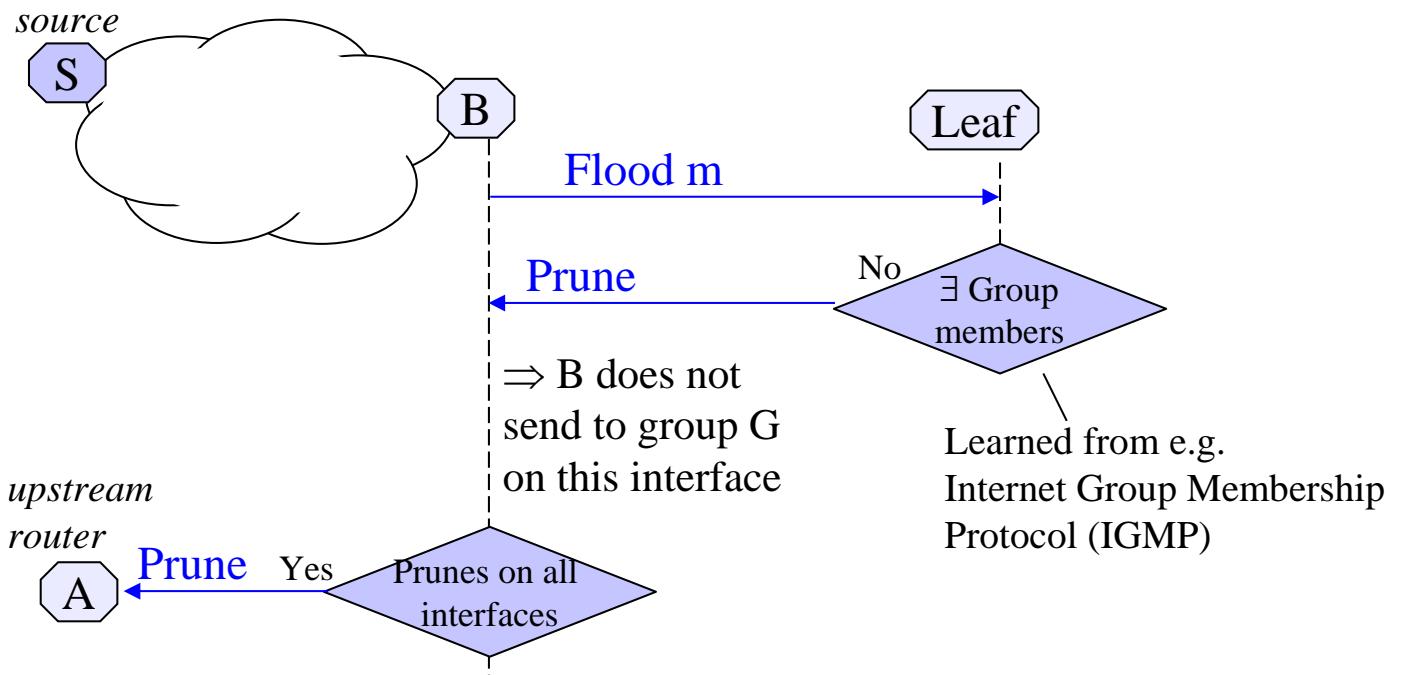 source
S
B
Leaf
Flood m
Prune
No
∃ Group
members
⇒ B does not
send to group G
on this interface
Learned from e.g.
Internet Group Membership
Protocol (IGMP)
upstream
router
A
Prune
Yes
Prunes on all
interfaces